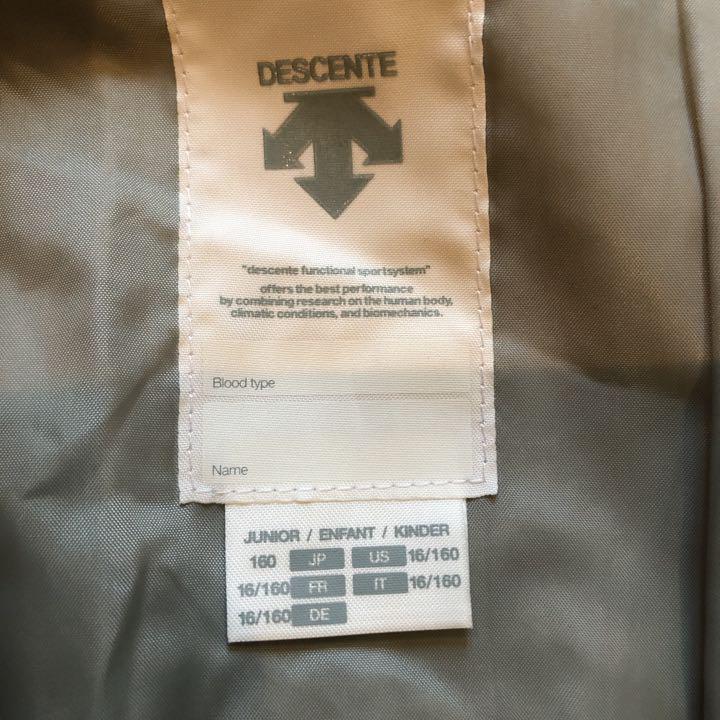 DESCENTE
"descente functional sportsystem"
offers the best performance
by combining research on the human body,
climatic conditions, and biomechanics.
Blood type
Name
JUNIOR / ENFANT / KINDER
160 JP US 16/160
16/160 FR IT 16/160
16/160 DE